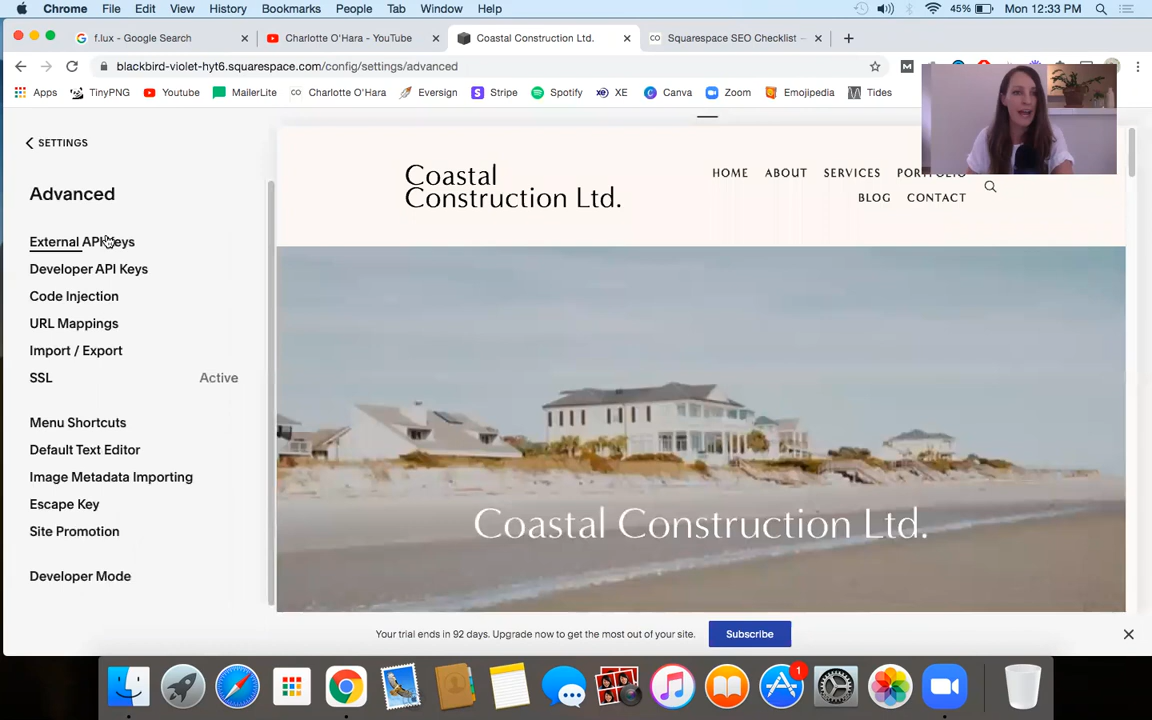 Chrome File Edit View History Bookmarks People Tab Window Help 45% Mon 12:33 PM
f.lux - Google Search
Charlotte O'Hara - YouTube
Coastal Construction Ltd.
Squarespace SEO Checklist –
blackbird-violet-hyt6.squarespace.com/config/settings/advanced
Apps TinyPNG Youtube MailerLite Charlotte O'Hara Eversign Stripe Spotify XE Canva Zoom Emojipedia Tides
SETTINGS
Advanced
External API Keys
Developer API Keys
Code Injection
URL Mappings
Import / Export
SSL Active
Menu Shortcuts
Default Text Editor
Image Metadata Importing
Escape Key
Site Promotion
Developer Mode
Coastal
Construction Ltd.
HOME ABOUT SERVICES PORTFOLIO
BLOG CONTACT
Coastal Construction Ltd.
Your trial ends in 92 days. Upgrade now to get the most out of your site. Subscribe
1